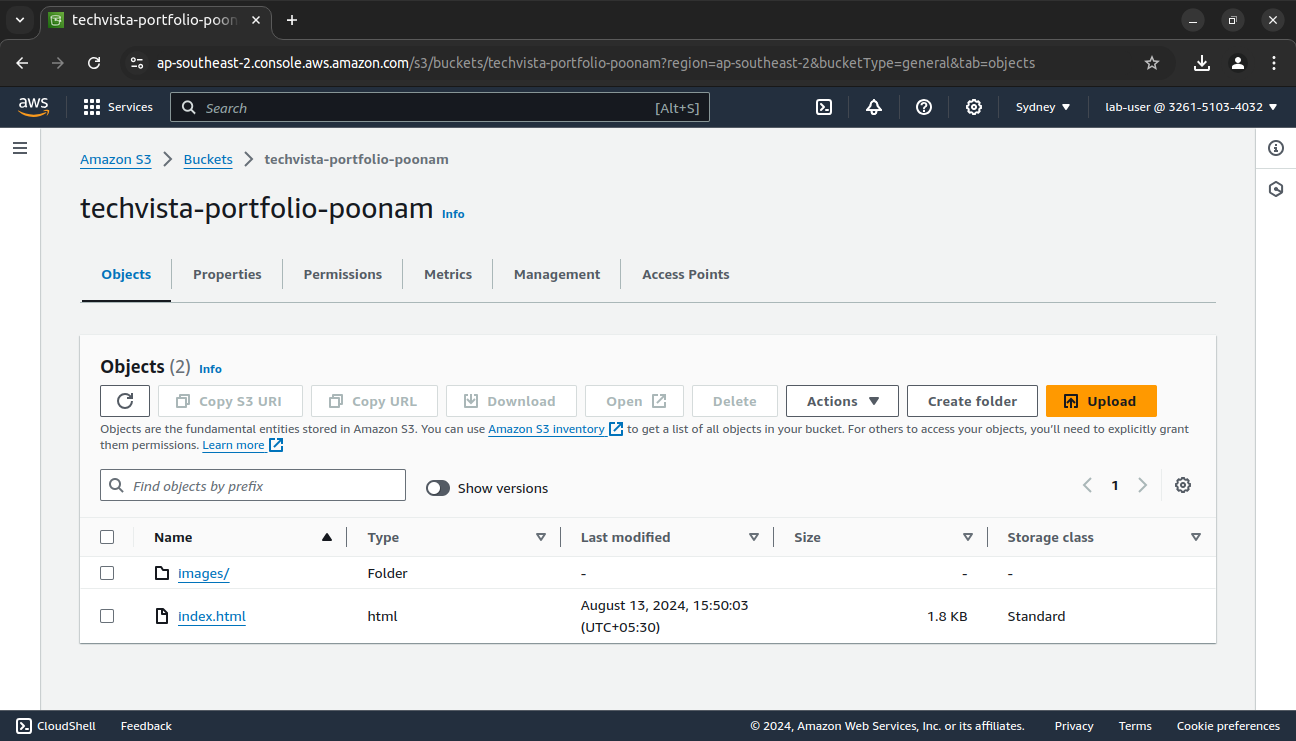 techvista-portfolio-poon
ap-southeast-2.console.aws.amazon.com/s3/buckets/techvista-portfolio-poonam?region=ap-southeast-2&bucketType=general&tab=objects
aws
Services
Search
[Alt+S]
Sydney
lab-user @ 3261-5103-4032
Amazon S3
Buckets
techvista-portfolio-poonam
techvista-portfolio-poonam Info
Objects
Properties
Permissions
Metrics
Management
Access Points
Objects (2) Info
Copy S3 URI
Copy URL
Download
Open
Delete
Actions
Create folder
Upload
Objects are the fundamental entities stored in Amazon S3. You can use Amazon S3 inventory to get a list of all objects in your bucket. For others to access your objects, you'll need to explicitly grant
them permissions. Learn more
Find objects by prefix
Show versions
1
Name Type Last modified Size Storage class
images/ Folder - - -
index.html html August 13, 2024, 15:50:03 (UTC+05:30) 1.8 KB Standard
CloudShell
Feedback
© 2024, Amazon Web Services, Inc. or its affiliates.
Privacy
Terms
Cookie preferences